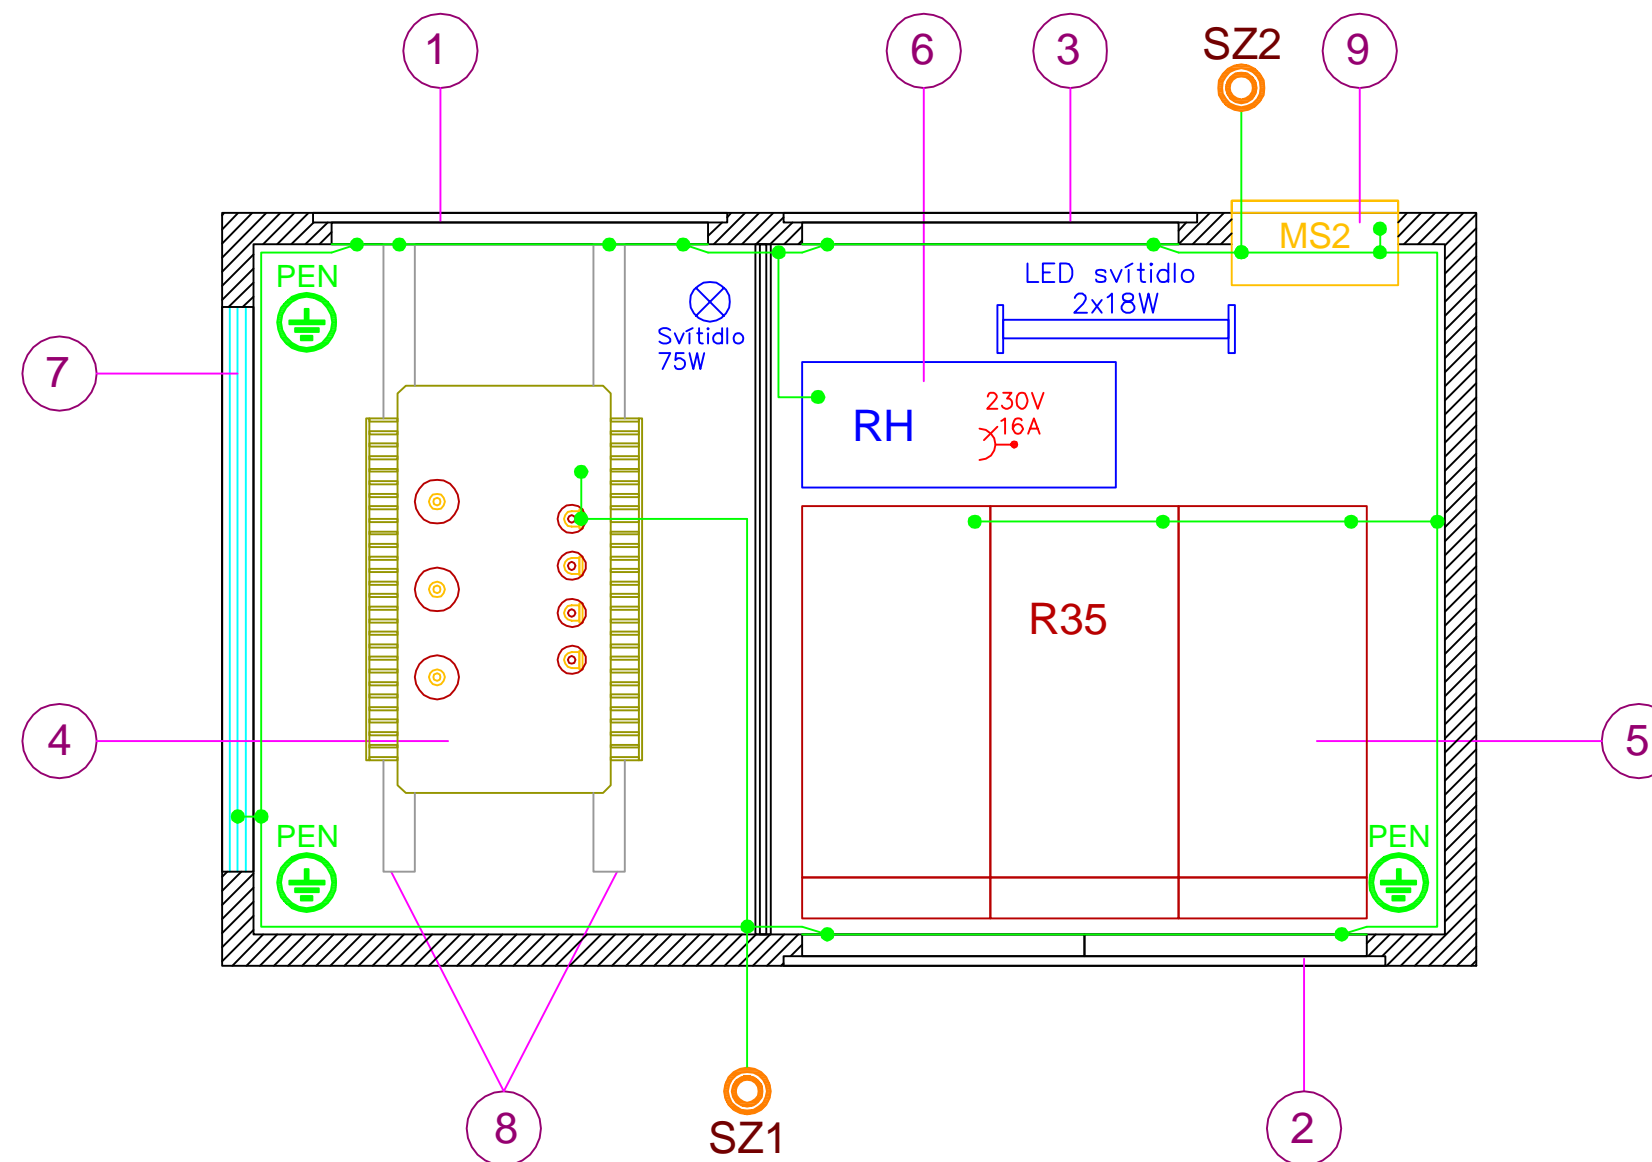 1
6
3
SZ2
9
MS2
PEN
LED svítidlo
2x18W
Svítidlo
75W
7
230V
16A
RH
R35
4
5
PEN
PEN
8
SZ1
2